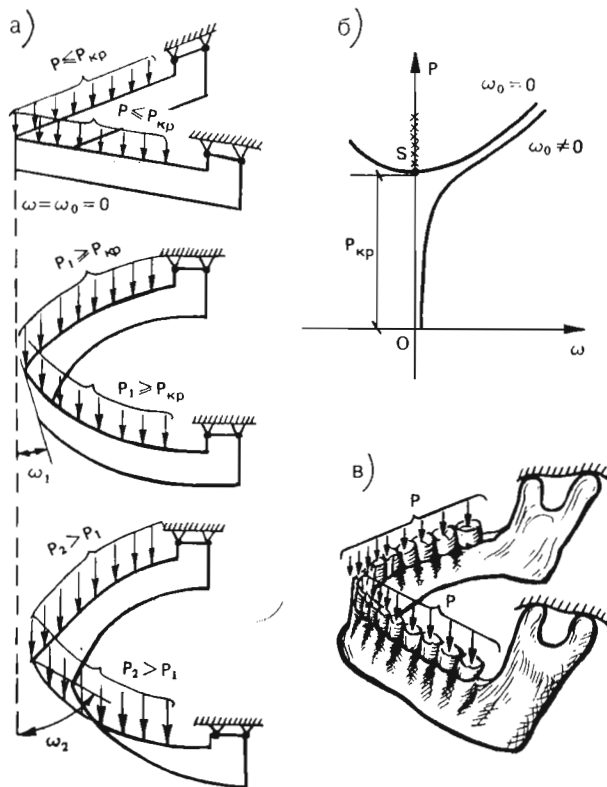 а)
P ≤ Pкр
P ≤ Pкр
ω = ω₀ = 0
P₁ ≥ Pкр
P₁ ≥ Pкр
ω₁
P₂ > P₁
P₂ > P₁
ω₂
б)
P
ω₀ = 0
ω₀ ≠ 0
S
Pкр
O
ω
в)
P
P